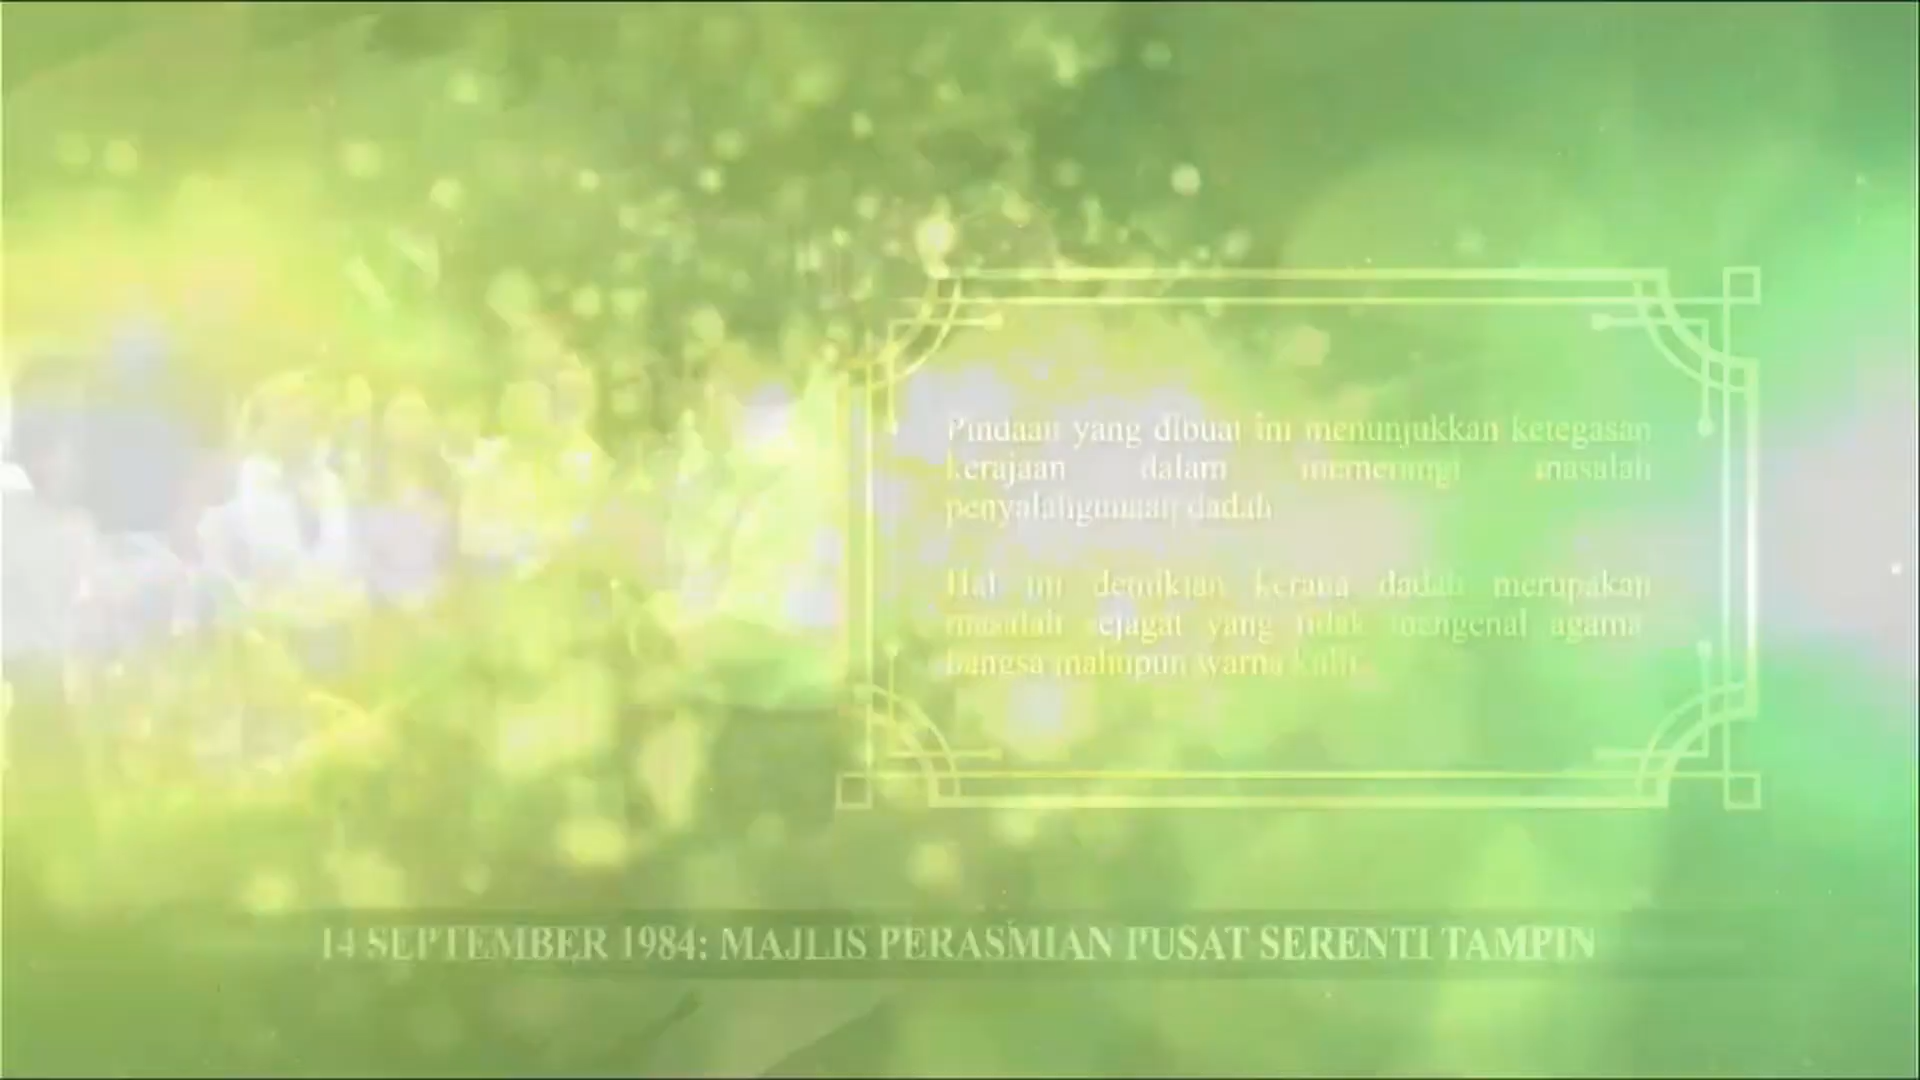 Pindaan yang dibuat ini menunjukkan ketegasan
kerajaan dalam memerangi masalah
penyalahgunaan dadah
Hal ini demikian kerana dadah merupakan
masalah sejagat yang tidak mengenal agama
bangsa mahupun warna kulit
14 SEPTEMBER 1984: MAJLIS PERASMIAN PUSAT SERENTI TAMPIN